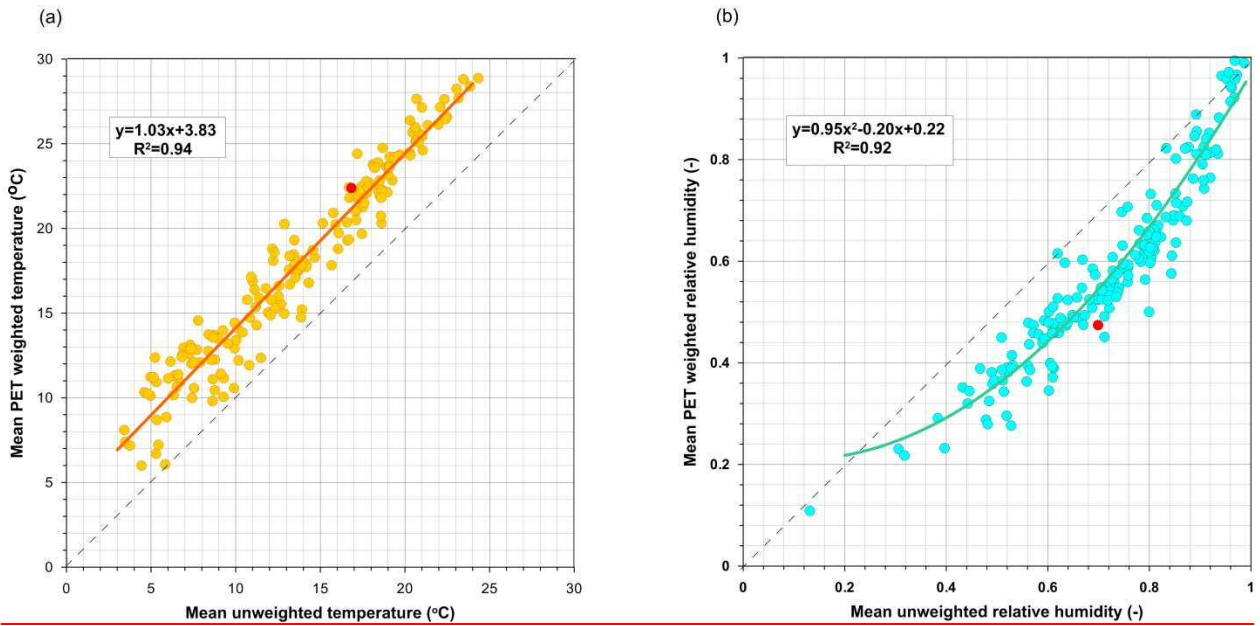 (a)
(b)
30
25
20
15
10
5
0
Mean PET weighted temperature (°C)
y=1.03x+3.83
R²=0.94
0
5
10
15
20
25
30
Mean unweighted temperature (°C)
1
0.8
0.6
0.4
0.2
0
Mean PET weighted relative humidity (-)
y=0.95x²-0.20x+0.22
R²=0.92
0
0.2
0.4
0.6
0.8
1
Mean unweighted relative humidity (-)